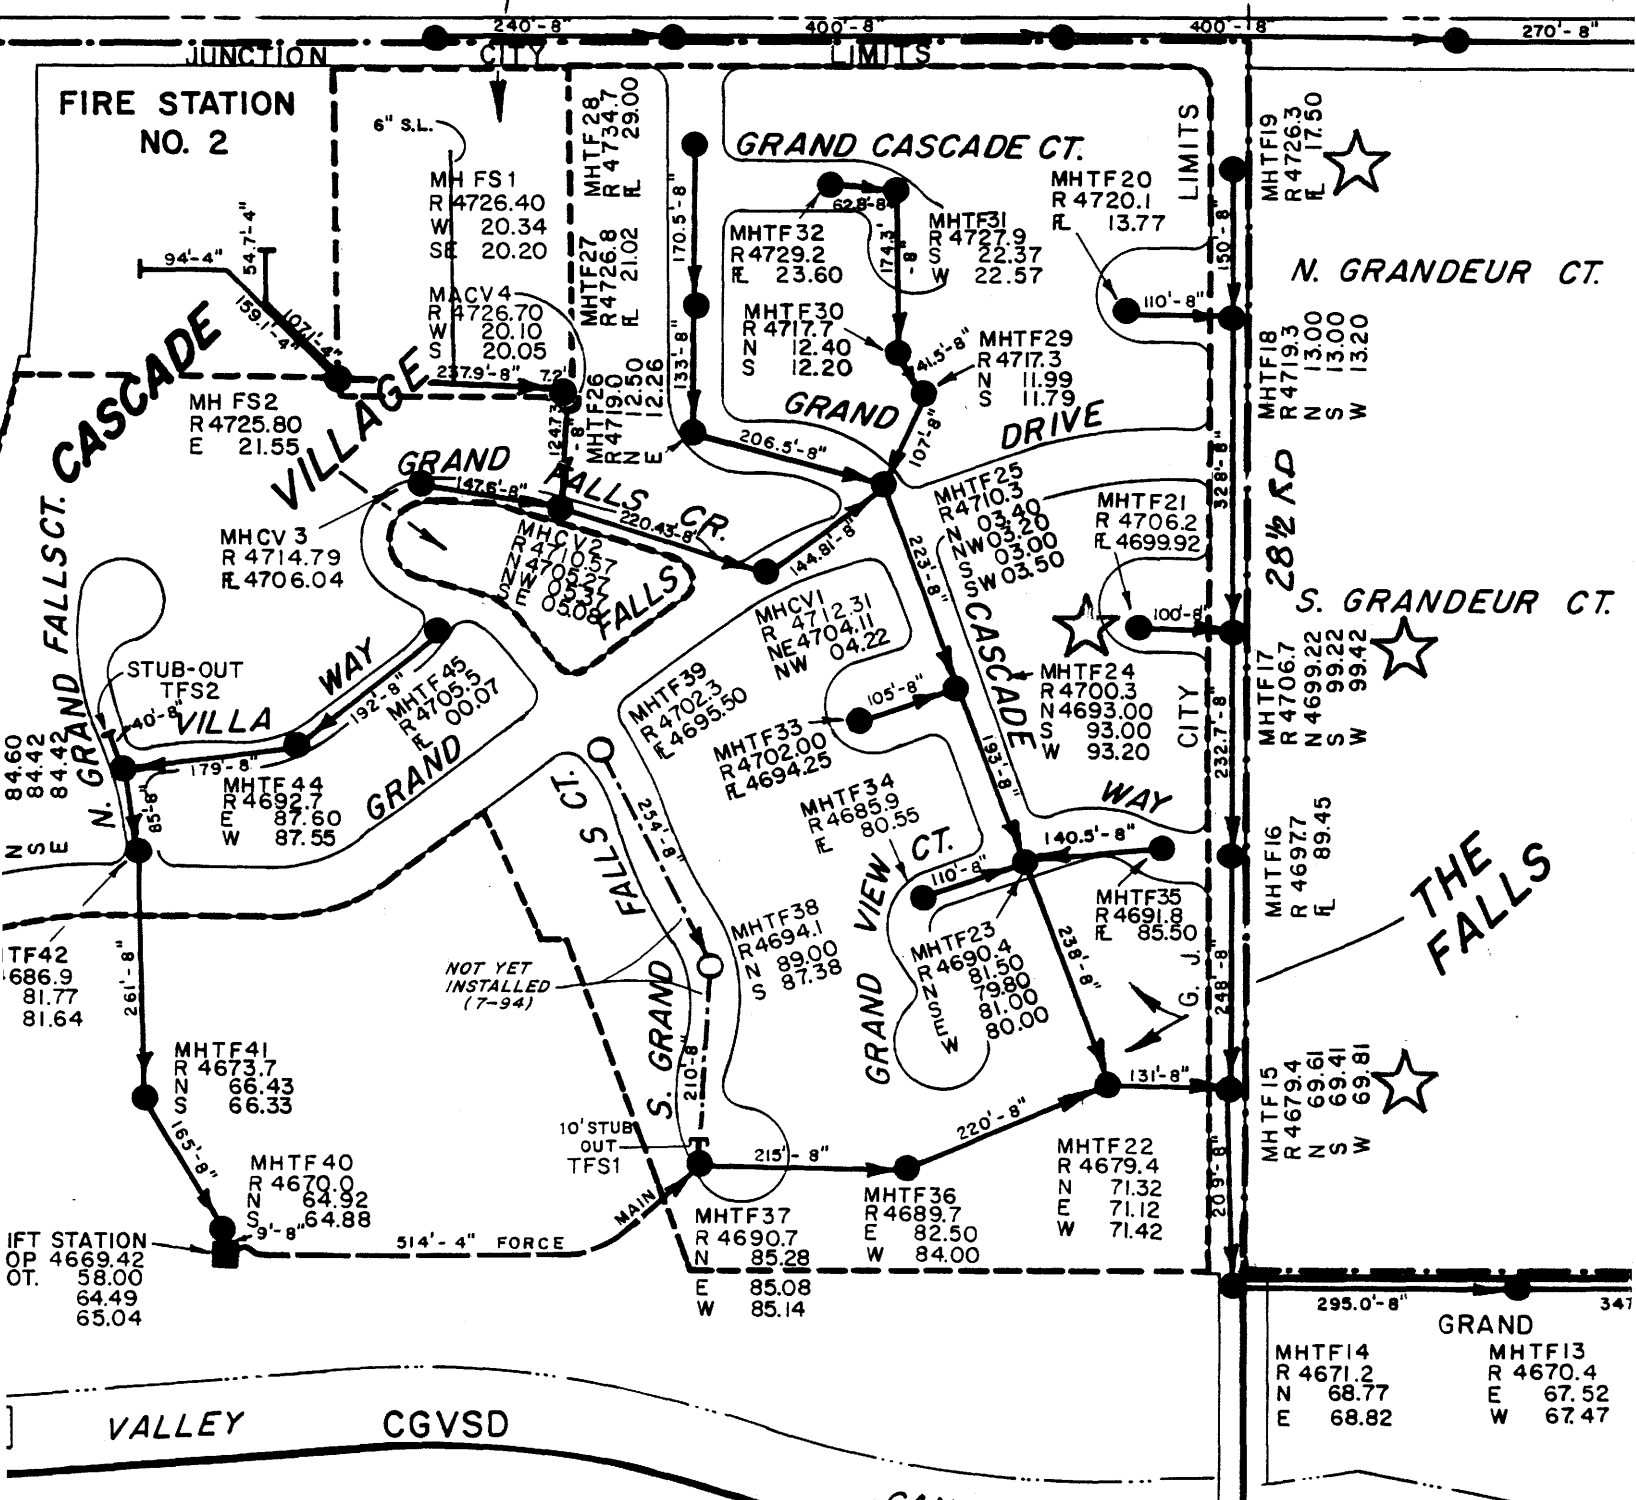 240'-8"
400'-8"
400'-8"
270'-8"
JUNCTION CITY LIMITS
FIRE STATION
NO. 2
6" S.L.
MH FS1
R 4726.40
W 20.34
SE 20.20
MACV4
R 4726.70
W 20.10
S 20.05
237.9'-8"
7.2'
94'-4"
54.7'-4"
159.1'-4"
107.1'-4"
MH FS2
R 4725.80
E 21.55
CASCADE
VILLAGE
MHTF28
R 4734.7
FL 29.00
MHTF27
R 4726.8
FL 21.02
MHTF26
R 4719.0
N 12.50
E 12.26
170.5'-8"
133'-8"
GRAND CASCADE CT.
62.8'-8"
MHTF32
R 4729.2
FL 23.60
MHTF31
R 4727.9
S 22.37
W 22.57
174.3'
-8"
MHTF30
R 4717.7
N 12.40
S 12.20
41.5'-8"
MHTF29
R 4717.3
N 11.99
S 11.79
MHTF20
R 4720.1
FL 13.77
110'-8"
LIMITS
MHTF19
R 4726.3
FL 17.50
150'-8"
N. GRANDEUR CT.
MHTF18
R 4719.3
N 13.00
S 13.00
W 13.20
GRAND
DRIVE
206.5'-8"
107'-8"
GRAND
FALLS
CR.
147.6'-8"
220.43'-8"
144.81'-8"
MHCV 3
R 4714.79
FL 4706.04
MHCV2
R 4710.57
N 4705.27
NW 05.37
SE 05.08
FALLS
MHTF25
R 4710.3
N 03.40
NW 03.20
S 03.00
SW 03.50
223'-8"
MHTF21
R 4706.2
FL 4699.92
328'-8"
28 1/2 RD
S. GRANDEUR CT.
100'-8"
MHCV1
R 4712.31
NE 4704.11
NW 04.22
CASCADE
MHTF24
R 4700.3
N 4693.00
S 93.00
W 93.20
MHTF17
R 4706.7
N 4699.22
S 99.22
W 99.42
232.7'-8"
CITY
N. GRAND FALLS CT.
STUB-OUT
TFS2
40'-8"
VILLA
WAY
192'-8"
179'-8"
MHTF45
R 4705.5
FL 00.07
GRAND
MHTF44
R 4692.7
E 87.60
W 87.55
N 84.60
S 84.42
E 84.42
85'-8"
MHTF39
R 4702.3
FL 4695.50
105'-8"
MHTF33
R 4702.00
FL 4694.25
193'-8"
MHTF34
R 4685.9
FL 80.55
WAY
140.5'-8"
110'-8"
GRAND VIEW CT.
MHTF35
R 4691.8
FL 85.50
MHTF16
R 4697.7
FL 89.45
THE
FALLS
S. GRAND FALLS CT.
254'-8"
MHTF38
R 4694.1
N 89.00
S 87.38
NOT YET
INSTALLED
(7-94)
MHTF23
R 4690.4
N 81.50
S 79.80
E 81.00
W 80.00
238'-8"
G. J.
248'-8"
TF42
4686.9
81.77
81.64
261'-8"
MHTF41
R 4673.7
N 66.43
S 66.33
165'-8"
210'-8"
10' STUB
OUT
TFS1
131'-8"
220'-8"
215'-8"
MHTF15
R 4679.4
N 69.61
S 69.41
W 69.81
MHTF22
R 4679.4
N 71.32
E 71.12
W 71.42
209'-8"
MHTF40
R 4670.0
N 64.92
S 64.88
9'-8"
IFT STATION
OP 4669.42
OT. 58.00
64.49
65.04
514'-4" FORCE MAIN
MHTF37
R 4690.7
N 85.28
E 85.08
W 85.14
MHTF36
R 4689.7
E 82.50
W 84.00
295.0'-8"
347
GRAND
MHTF14
R 4671.2
N 68.77
E 68.82
MHTF13
R 4670.4
E 67.52
W 67.47
VALLEY
CGVSD